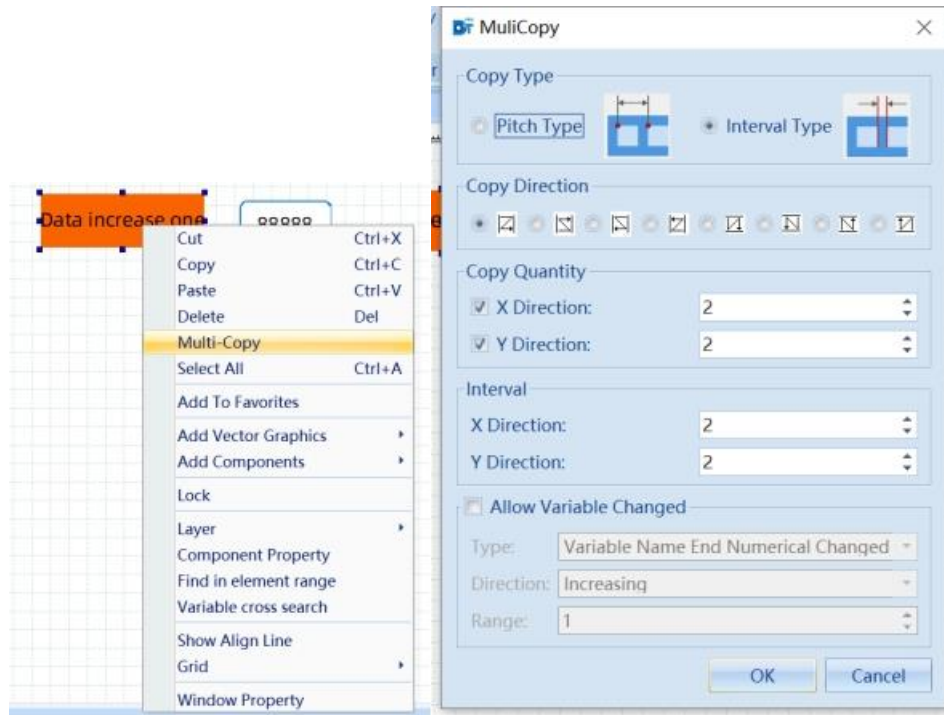 Data increase one
88888
Cut Ctrl+X
Copy Ctrl+C
Paste Ctrl+V
Delete Del
Multi-Copy
Select All Ctrl+A
Add To Favorites
Add Vector Graphics
Add Components
Lock
Layer
Component Property
Find in element range
Variable cross search
Show Align Line
Grid
Window Property
MuliCopy
Copy Type
Pitch Type
Interval Type
Copy Direction
Copy Quantity
X Direction: 2
Y Direction: 2
Interval
X Direction: 2
Y Direction: 2
Allow Variable Changed
Type: Variable Name End Numerical Changed
Direction: Increasing
Range: 1
OK Cancel